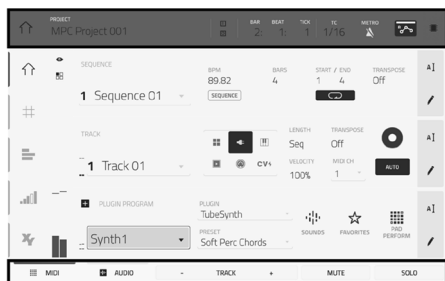 PROJECT
MPC Project 001
BAR BEAT TICK TC METRO
2: 1: 1 1/16
SEQUENCE
1 Sequence 01
BPM
89.82
SEQUENCE
BARS
4
START / END
1 4
TRANSPOSE
Off
TRACK
1 Track 01
CV
LENGTH
Seq
TRANSPOSE
Off
VELOCITY
100%
MIDI CH
1
AUTO
PLUGIN PROGRAM
Synth1
PLUGIN
TubeSynth
PRESET
Soft Perc Chords
SOUNDS
FAVORITES
PAD
PERFORM
MIDI AUDIO - TRACK + MUTE SOLO